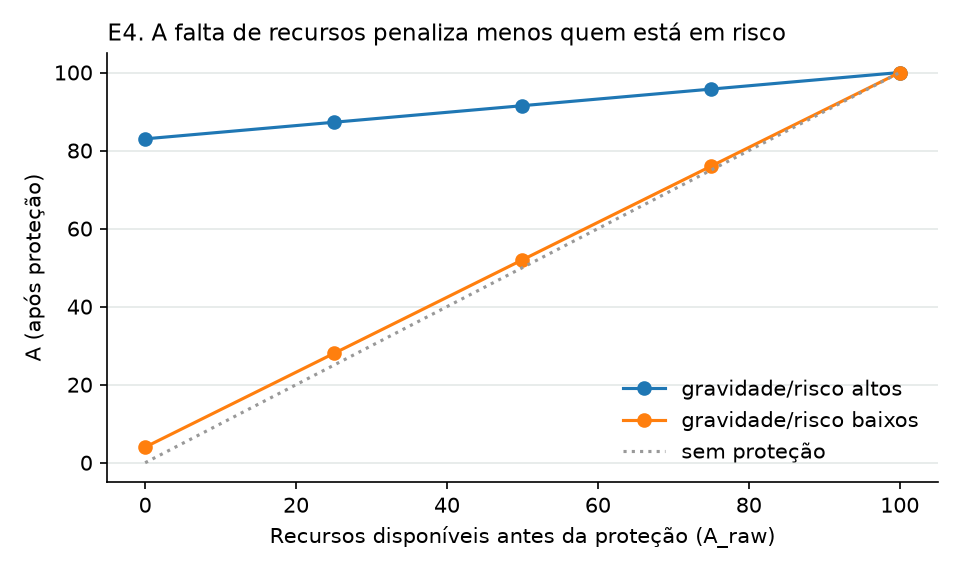 E4. A falta de recursos penaliza menos quem está em risco
100
80
60
40
20
0
A (após proteção)
gravidade/risco altos
gravidade/risco baixos
sem proteção
0 20 40 60 80 100
Recursos disponíveis antes da proteção (A_raw)